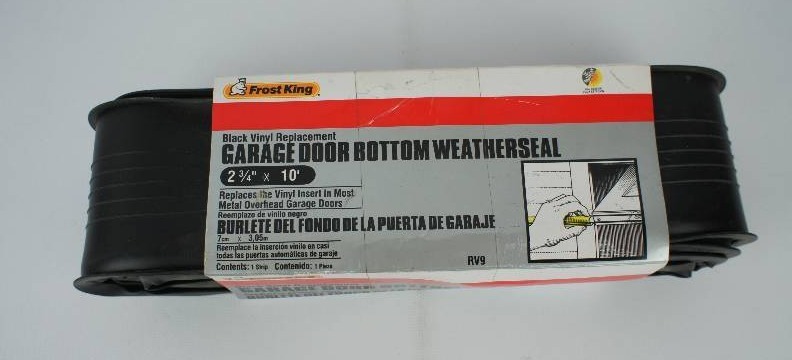 Frost King
Black Vinyl Replacement
GARAGE DOOR BOTTOM WEATHERSEAL
2 3/4" x 10'
Replaces the Vinyl Insert in Most
Metal Overhead Garage Doors
Reemplazo de vinilo negro
BURLETE DEL FONDO DE LA PUERTA DE GARAJE
7cm x 3,05m
Reemplace la inserción vinilo en casi
todas las puertas automáticas de garaje
Contents: 1 Strip Contenido: 1 Pieza
RV9
GARAGE DOOR BOTTOM